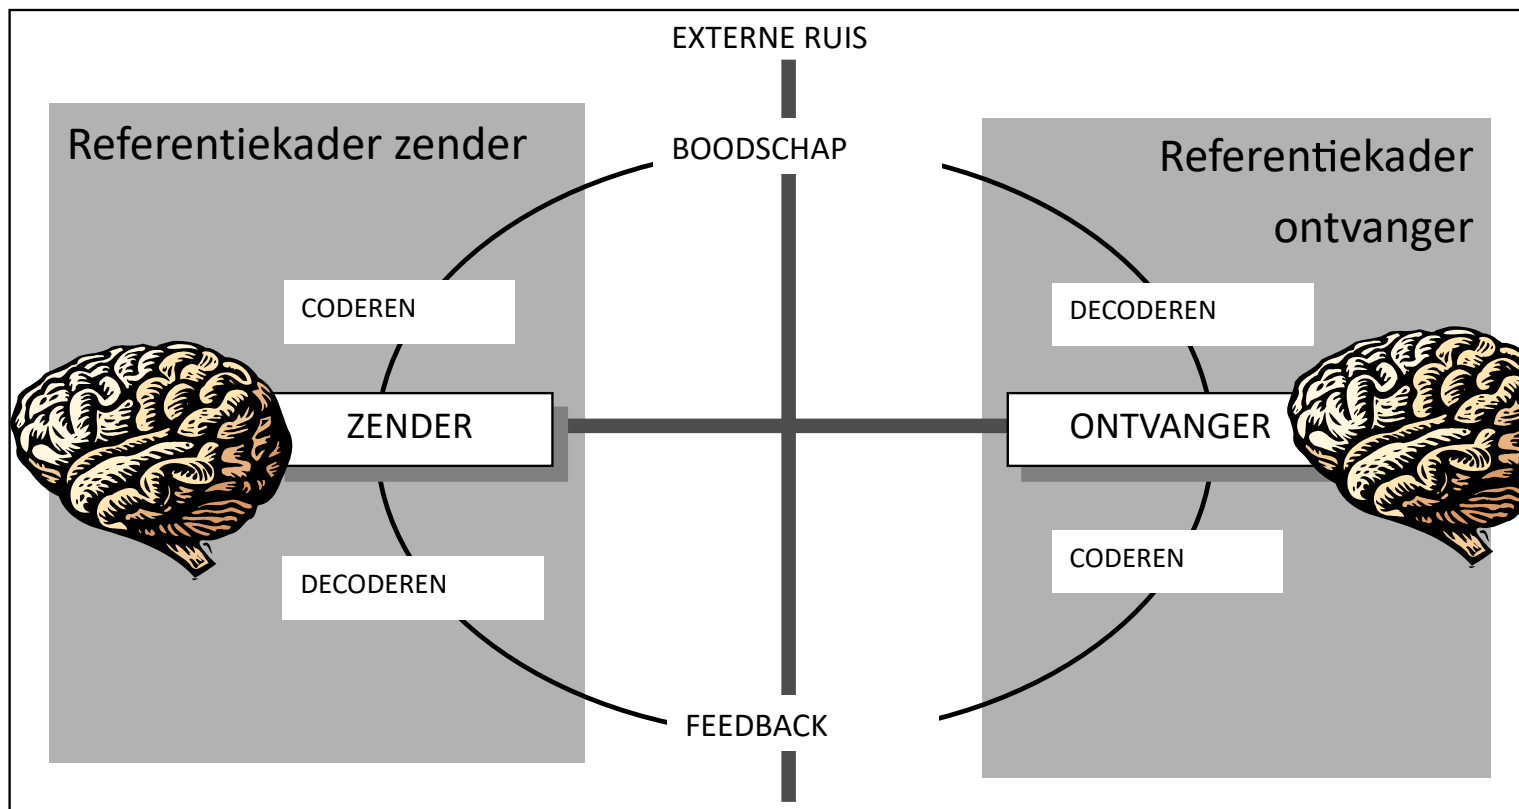 EXTERNE RUIS
Referentiekader zender
BOODSCHAP
Referentiekader
ontvanger
CODEREN
DECODEREN
ZENDER
ONTVANGER
DECODEREN
CODEREN
FEEDBACK